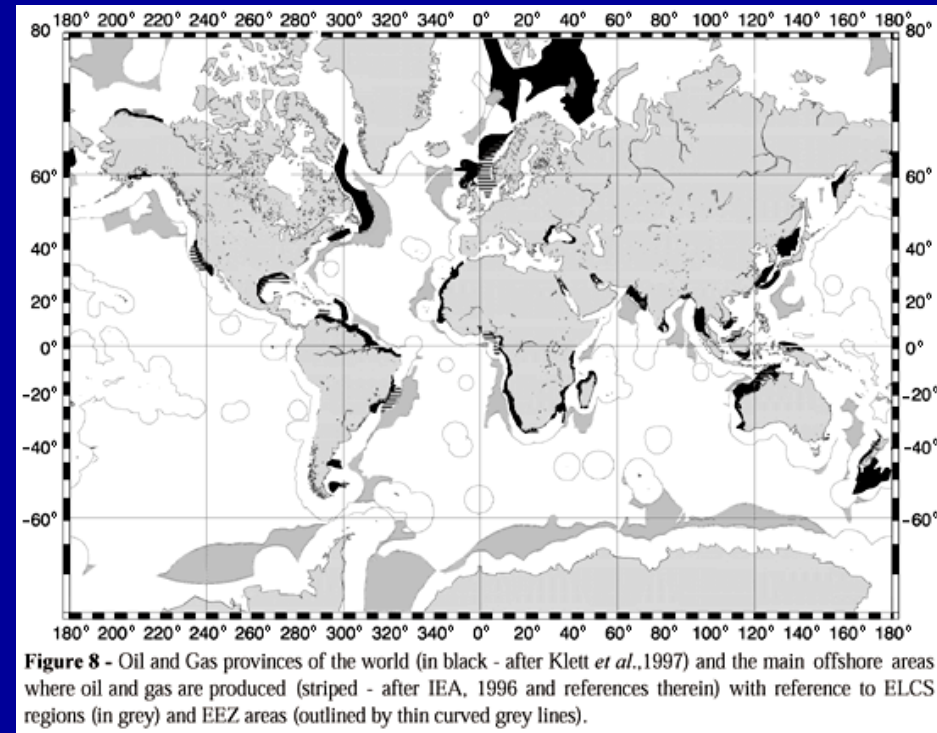 180° 200° 220° 240° 260° 280° 300° 320° 340° 0° 20° 40° 60° 80° 100° 120° 140° 160° 180°
80 80°
60° 60°
40° 40°
20° 20°
0° 0°
-20° -20°
-40° -40°
-60° -60°
180° 200° 220° 240° 260° 280° 300° 320° 340° 0° 20° 40° 60° 80° 100° 120° 140° 160° 180°
Figure 8 - Oil and Gas provinces of the world (in black - after Klett et al.,1997) and the main offshore areas
where oil and gas are produced (striped - after IEA, 1996 and references therein) with reference to ELCS
regions (in grey) and EEZ areas (outlined by thin curved grey lines).